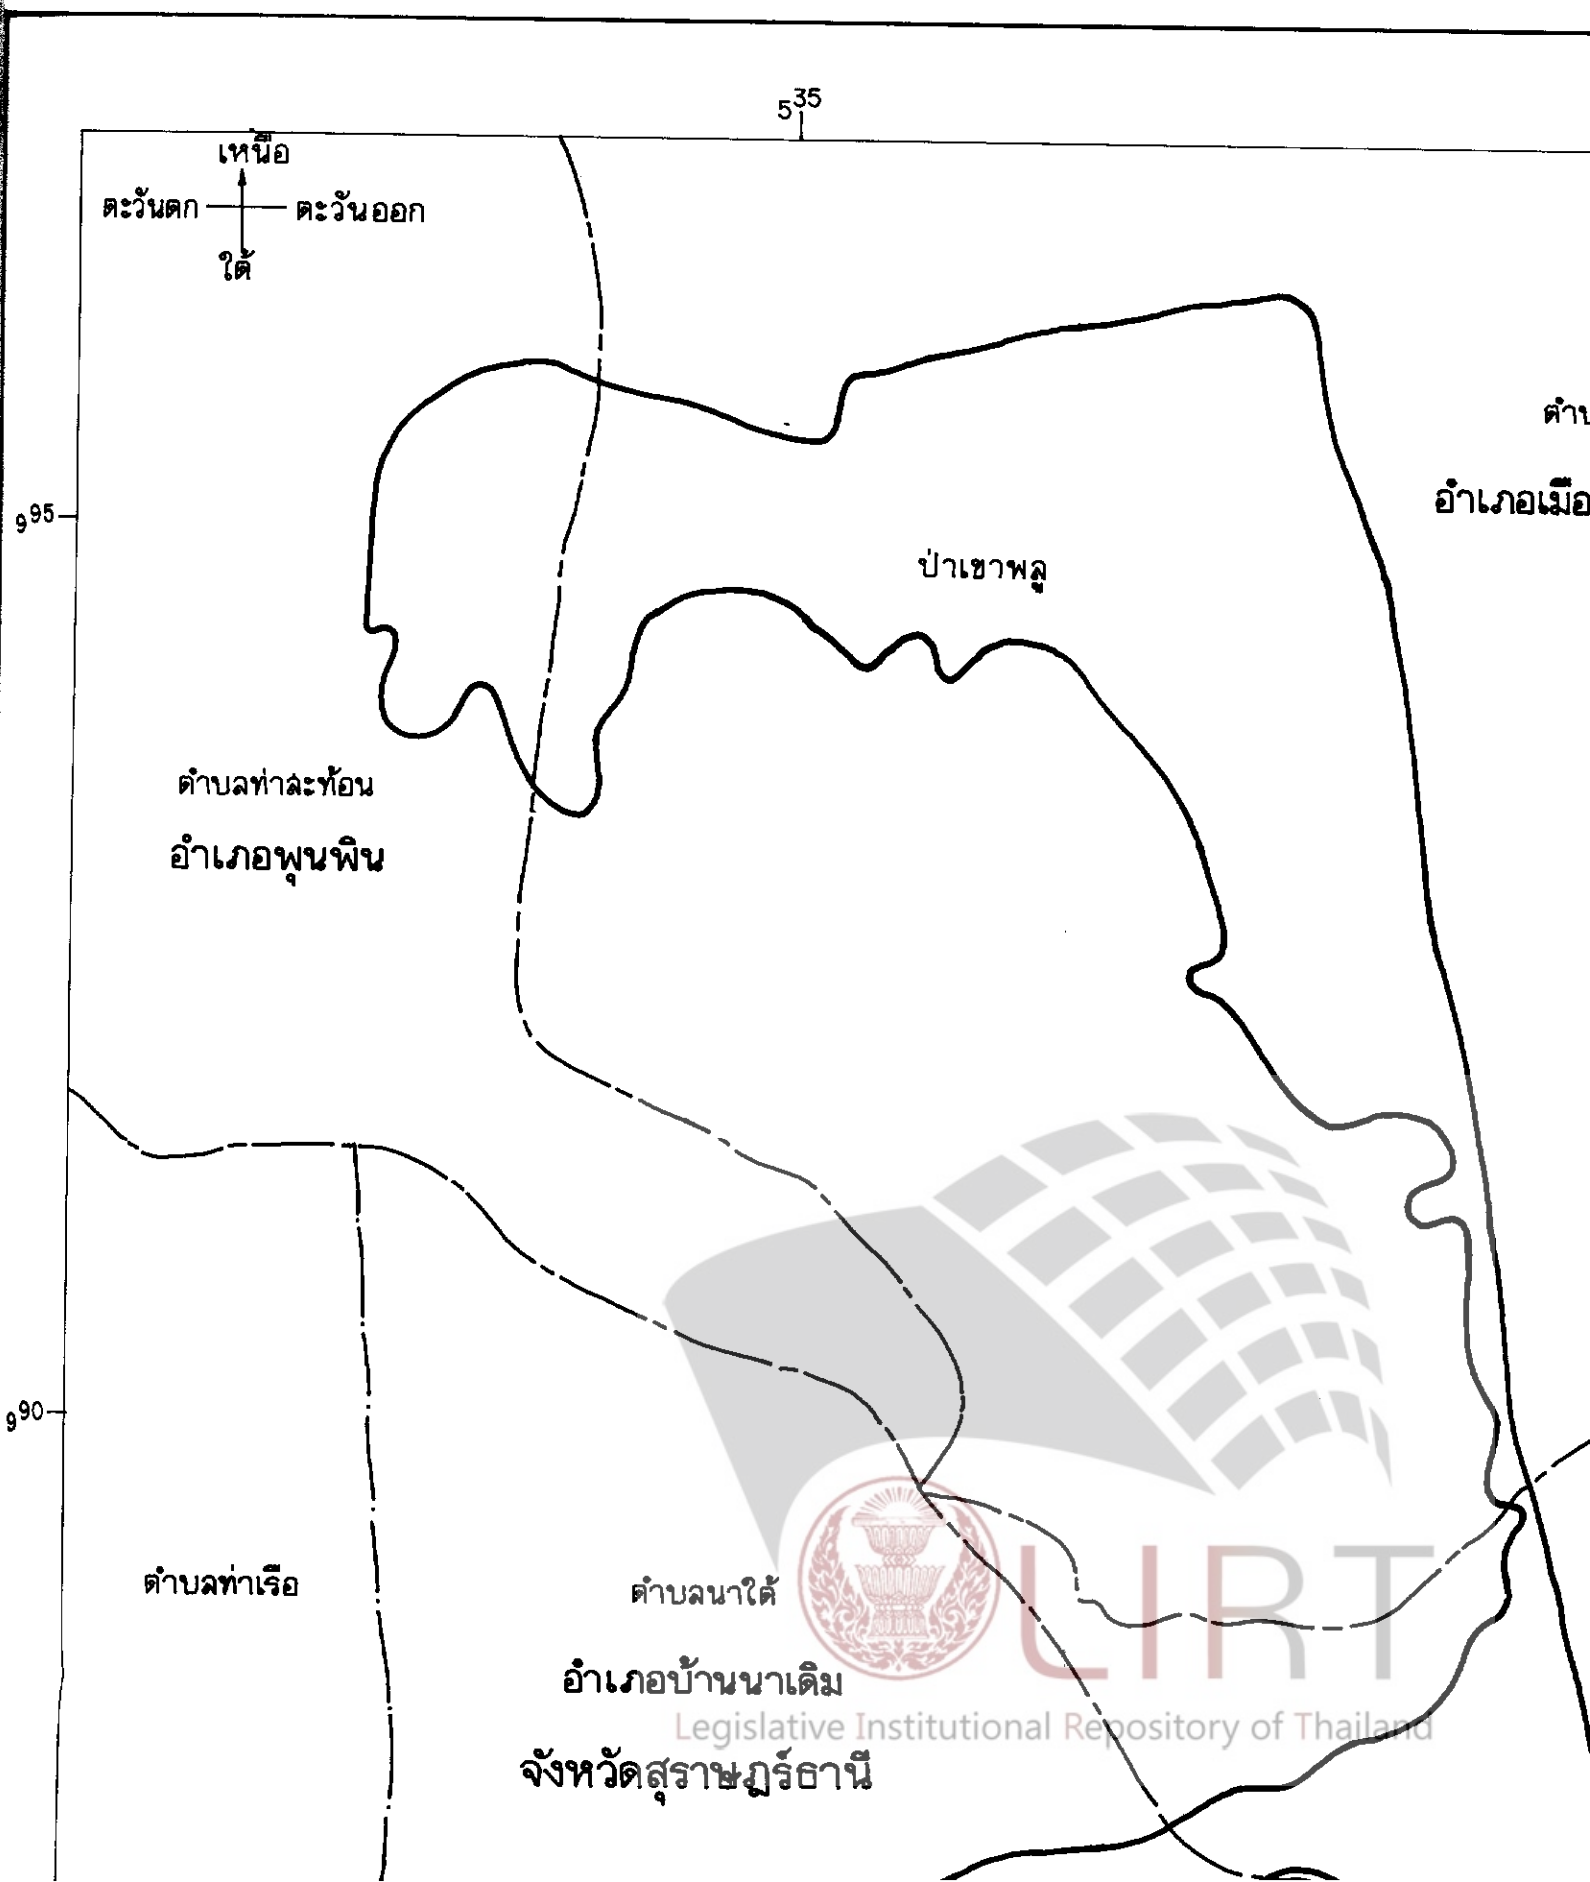 535
เหนือ
ตะวันตก ตะวันออก
ใต้
995
อำเภอเมือ
ป่าเขาพลู
ตำบลท่าสะท้อน
อำเภอพุนพิน
990
ตำบลท่าเรือ
ตำบลนาใต้
อำเภอบ้านนาเดิม
จังหวัดสุราษฎร์ธานี
LIRT
Legislative Institutional Repository of Thailand